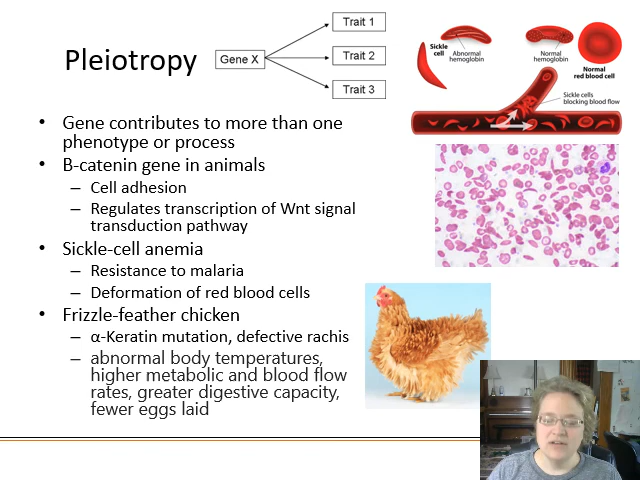 Pleiotropy
Gene X
Trait 1
Trait 2
Trait 3
Sickle
cell
Abnormal
hemoglobin
Normal
hemoglobin
Normal
red blood cell
Sickle cells
blocking blood flow
• Gene contributes to more than one
phenotype or process
• B-catenin gene in animals
– Cell adhesion
– Regulates transcription of Wnt signal
transduction pathway
• Sickle-cell anemia
– Resistance to malaria
– Deformation of red blood cells
• Frizzle-feather chicken
– α-Keratin mutation, defective rachis
– abnormal body temperatures,
higher metabolic and blood flow
rates, greater digestive capacity,
fewer eggs laid